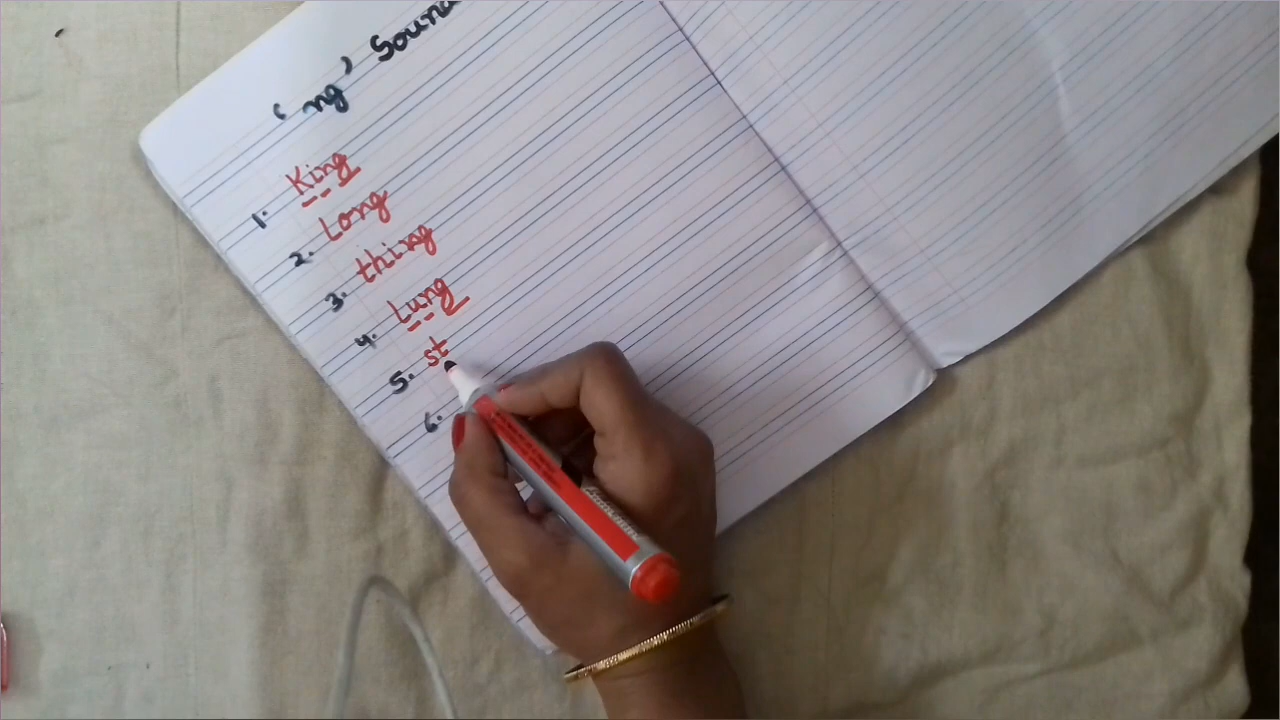 ' ng ' Sound
1. King
2. Long
3. thing
4. Lung
5. st
6.